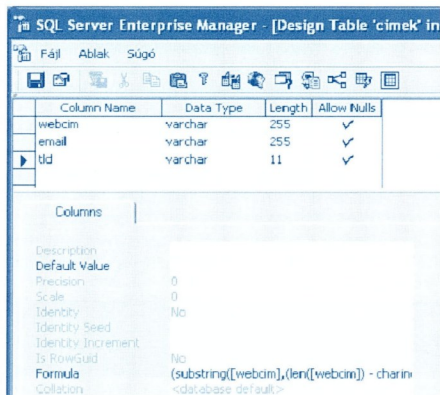 SQL Server Enterprise Manager - [Design Table 'cimek' in
Fájl Ablak Súgó
Column Name Data Type Length Allow Nulls
webcim varchar 255
email varchar 255
tld varchar 11
Columns
Description
Default Value
Precision 0
Scale 0
Identity No
Identity Seed
Identity Increment
Is RowGuid No
Formula (substring([webcim],(len([webcim]) - charin
Collation <database default>